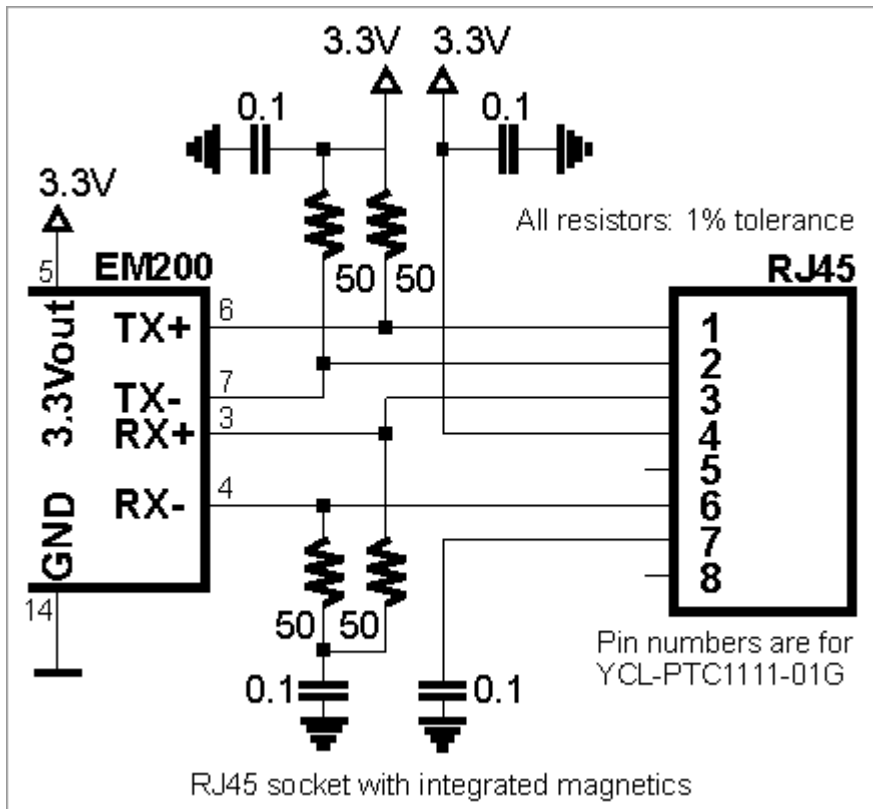 3.3V 3.3V
0.1 0.1
3.3V
All resistors: 1% tolerance
5 EM200 50 50 RJ45
3.3Vout
GND
TX+ 6 1
2
TX- 7 3
RX+ 3 4
5
RX- 4 6
7
8
14
50 50
0.1 0.1
Pin numbers are for
YCL-PTC1111-01G
RJ45 socket with integrated magnetics